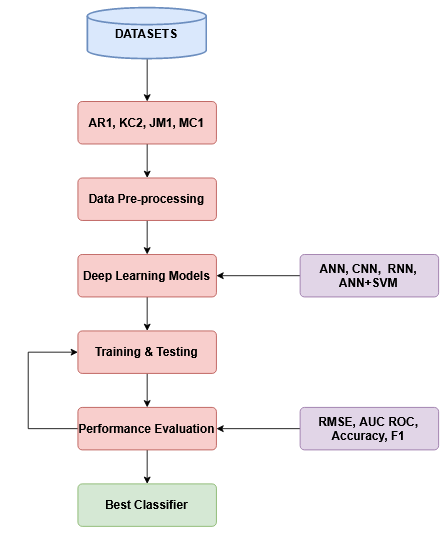 DATASETS
AR1, KC2, JM1, MC1
Data Pre-processing
Deep Learning Models
ANN, CNN, RNN,
ANN+SVM
Training & Testing
Performance Evaluation
RMSE, AUC ROC,
Accuracy, F1
Best Classifier